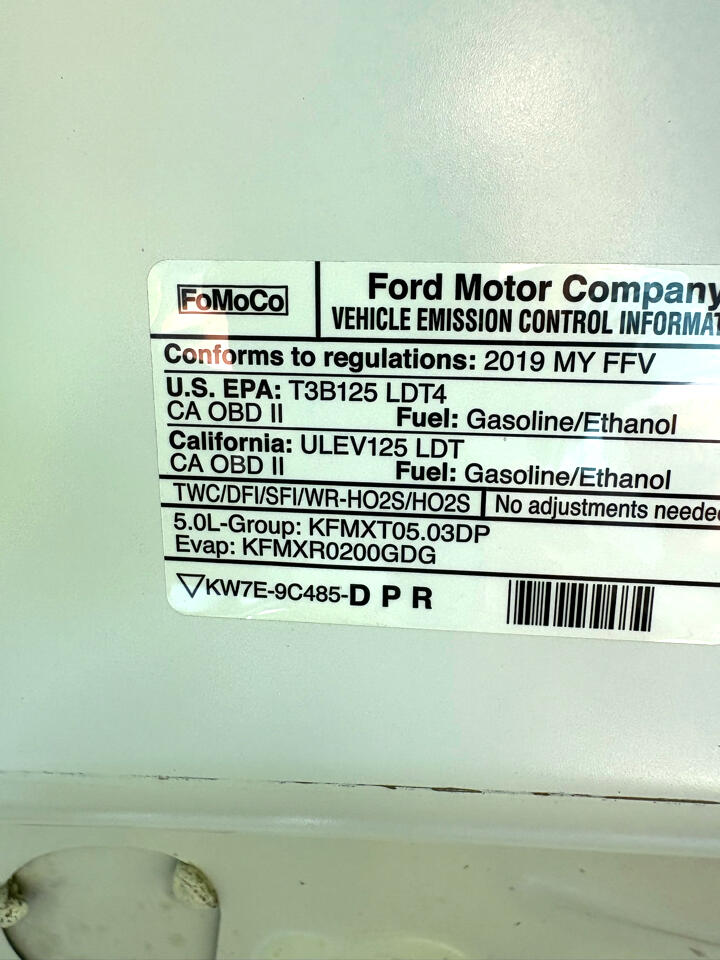 FoMoCo
Ford Motor Company
VEHICLE EMISSION CONTROL
Conforms to regulations: 2019 MY FFV
U.S. EPA: T3B125 LDT4
CA OBD II Fuel: Gasoline/Ethanol
California: ULEV125 LDT
CA OBD II Fuel: Gasoline/Ethanol
TWC/DFI/SFI/WR-HO2S/HO2S No adjustments
5.0L-Group: KFMXT05.03DP
Evap: KFMXR0200GDG
KW7E-9C485-D P R